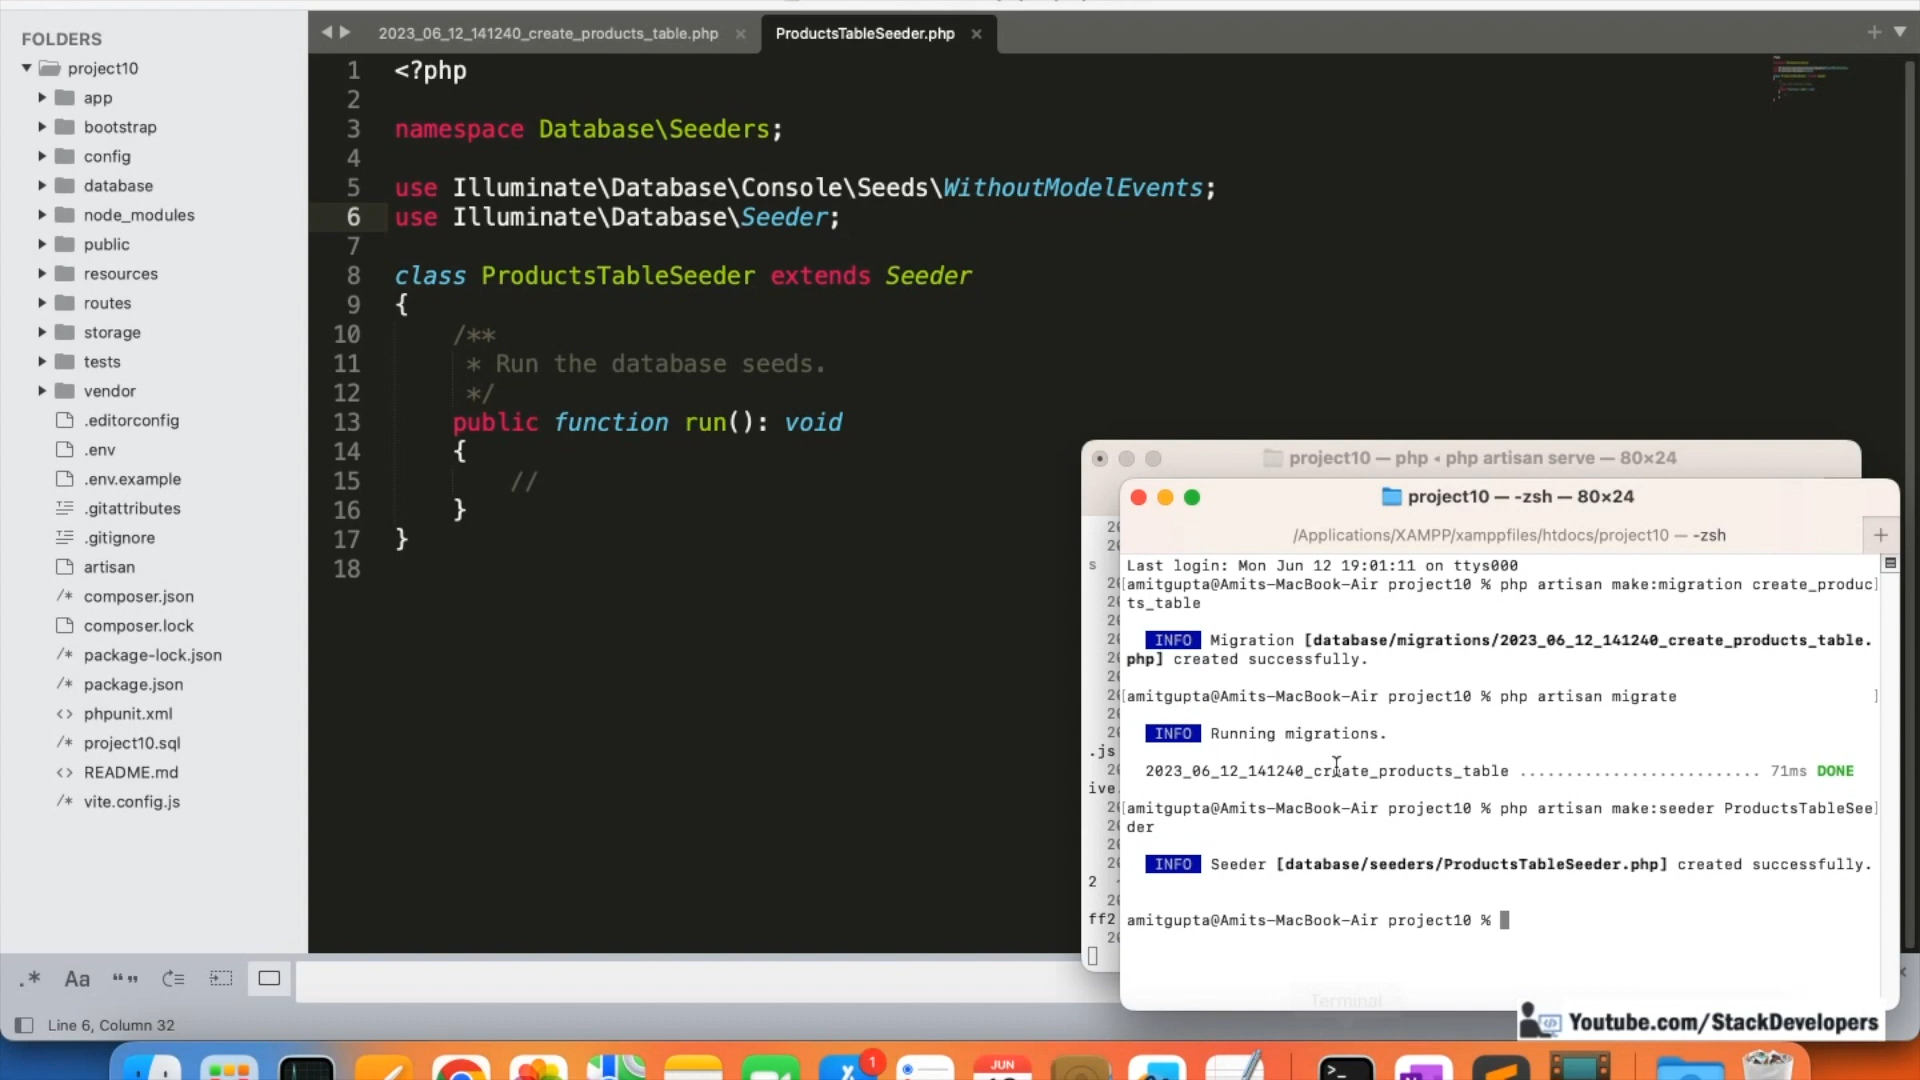 FOLDERS
project10
app
bootstrap
config
database
node_modules
public
resources
routes
storage
tests
vendor
.editorconfig
.env
.env.example
.gitattributes
.gitignore
artisan
composer.json
composer.lock
package-lock.json
package.json
phpunit.xml
project10.sql
README.md
vite.config.js
2023_06_12_141240_create_products_table.php
ProductsTableSeeder.php
1 <?php
2
3 namespace Database\Seeders;
4
5 use Illuminate\Database\Console\Seeds\WithoutModelEvents;
6 use Illuminate\Database\Seeder;
7
8 class ProductsTableSeeder extends Seeder
9 {
10 /**
11 * Run the database seeds.
12 */
13 public function run(): void
14 {
15 //
16 }
17 }
18
project10 — php ◂ php artisan serve — 80×24
project10 — -zsh — 80×24
/Applications/XAMPP/xamppfiles/htdocs/project10 — -zsh
Last login: Mon Jun 12 19:01:11 on ttys000
[amitgupta@Amits-MacBook-Air project10 % php artisan make:migration create_produc]
ts_table
INFO Migration [database/migrations/2023_06_12_141240_create_products_table.
php] created successfully.
[amitgupta@Amits-MacBook-Air project10 % php artisan migrate ]
INFO Running migrations.
2023_06_12_141240_create_products_table .......................... 71ms DONE
[amitgupta@Amits-MacBook-Air project10 % php artisan make:seeder ProductsTableSee]
der
INFO Seeder [database/seeders/ProductsTableSeeder.php] created successfully.
amitgupta@Amits-MacBook-Air project10 %
Terminal
.* Aa “”
Line 6, Column 32
Youtube.com/StackDevelopers
1
JUN